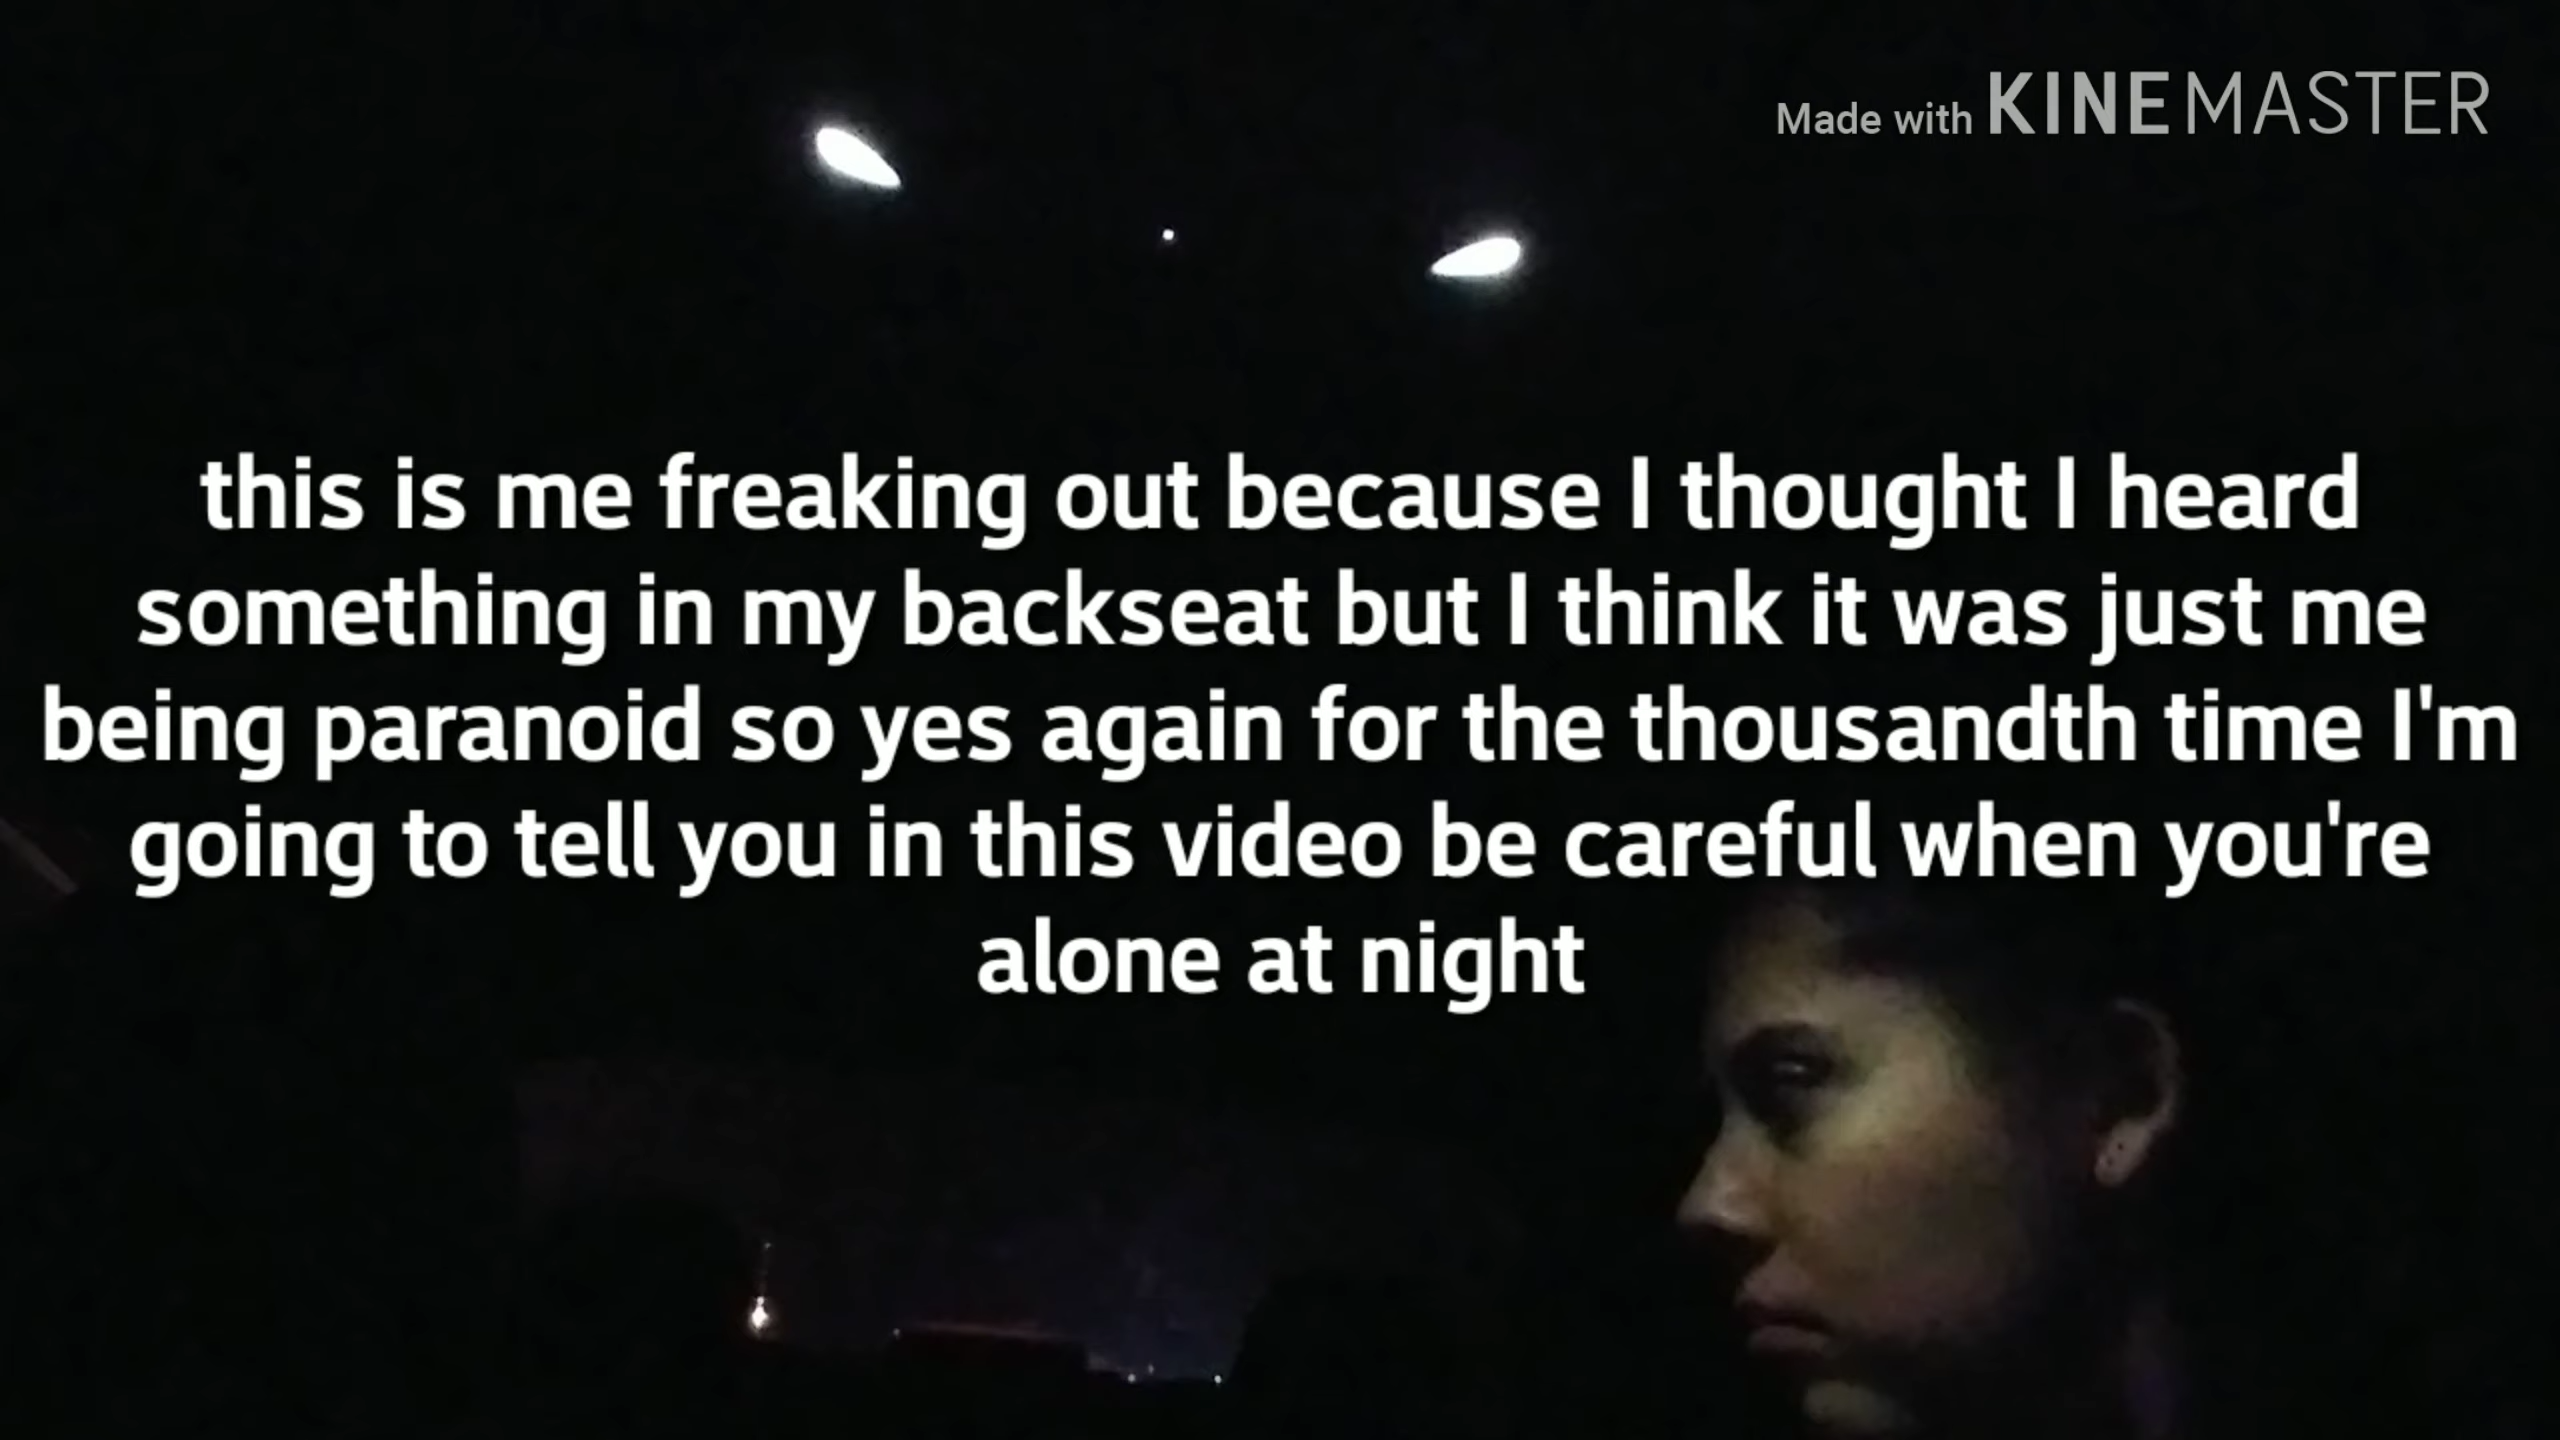 Made with KINEMASTER
this is me freaking out because I thought I heard
something in my backseat but I think it was just me
being paranoid so yes again for the thousandth time I'm
going to tell you in this video be careful when you're
alone at night